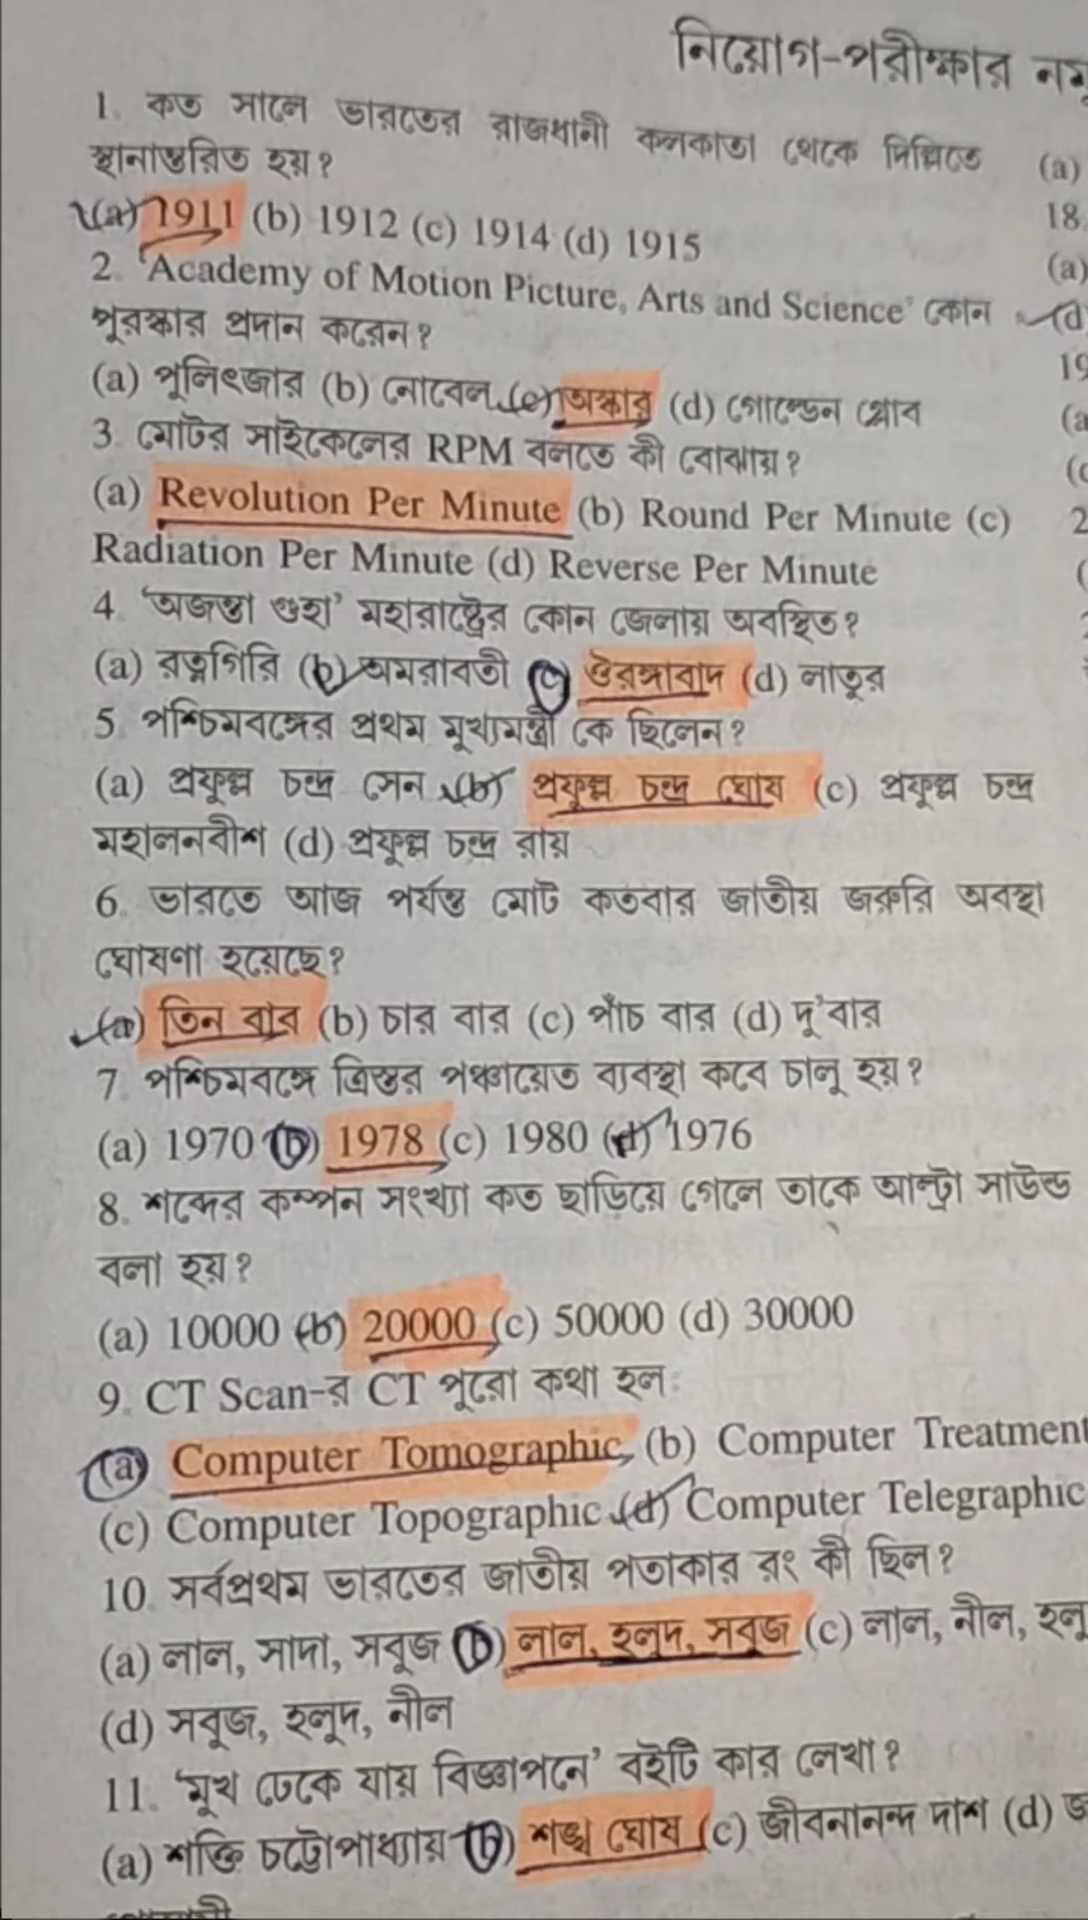 নিয়োগ-পরীক্ষার
1. কত সালে ভারতের রাজধানী কলকাতা থেকে দিল্লিতে
স্থানান্তরিত হয়?
(a) 1911 (b) 1912 (c) 1914 (d) 1915
2. 'Academy of Motion Picture, Arts and Science' কোন
পুরস্কার প্রদান করেন?
(a) পুলিৎজার (b) নোবেল (c) অস্কার (d) গোল্ডেন গ্লোব
3. মোটর সাইকেলের RPM বলতে কী বোঝায়?
(a) Revolution Per Minute (b) Round Per Minute (c)
Radiation Per Minute (d) Reverse Per Minute
4. 'অজন্তা গুহা' মহারাষ্ট্রের কোন জেলায় অবস্থিত?
(a) রত্নগিরি (b) অমরাবতী (c) ঔরঙ্গাবাদ (d) লাতুর
5. পশ্চিমবঙ্গের প্রথম মুখ্যমন্ত্রী কে ছিলেন?
(a) প্রফুল্ল চন্দ্র সেন (b) প্রফুল্ল চন্দ্র ঘোষ (c) প্রফুল্ল চন্দ্র
মহালনবীশ (d) প্রফুল্ল চন্দ্র রায়
6. ভারতে আজ পর্যন্ত মোট কতবার জাতীয় জরুরি অবস্থা
ঘোষণা হয়েছে?
(a) তিন বার (b) চার বার (c) পাঁচ বার (d) দু'বার
7. পশ্চিমবঙ্গে ত্রিস্তর পঞ্চায়েত ব্যবস্থা কবে চালু হয়?
(a) 1970 (b) 1978 (c) 1980 (d) 1976
8. শব্দের কম্পন সংখ্যা কত ছাড়িয়ে গেলে তাকে আল্ট্রা সাউন্ড
বলা হয়?
(a) 10000 (b) 20000 (c) 50000 (d) 30000
9. CT Scan-র CT পুরো কথা হল:
(a) Computer Tomographic (b) Computer Treatment
(c) Computer Topographic (d) Computer Telegraphic
10. সর্বপ্রথম ভারতের জাতীয় পতাকার রং কী ছিল?
(a) লাল, সাদা, সবুজ (b) লাল, হলুদ, সবুজ (c) লাল, নীল,
(d) সবুজ, হলুদ, নীল
11. 'মুখ ঢেকে যায় বিজ্ঞাপনে' বইটি কার লেখা?
(a) শক্তি চট্টোপাধ্যায় (b) শঙ্খ ঘোষ (c) জীবনানন্দ দাশ (d)
(a)
18.
(a)
(d)